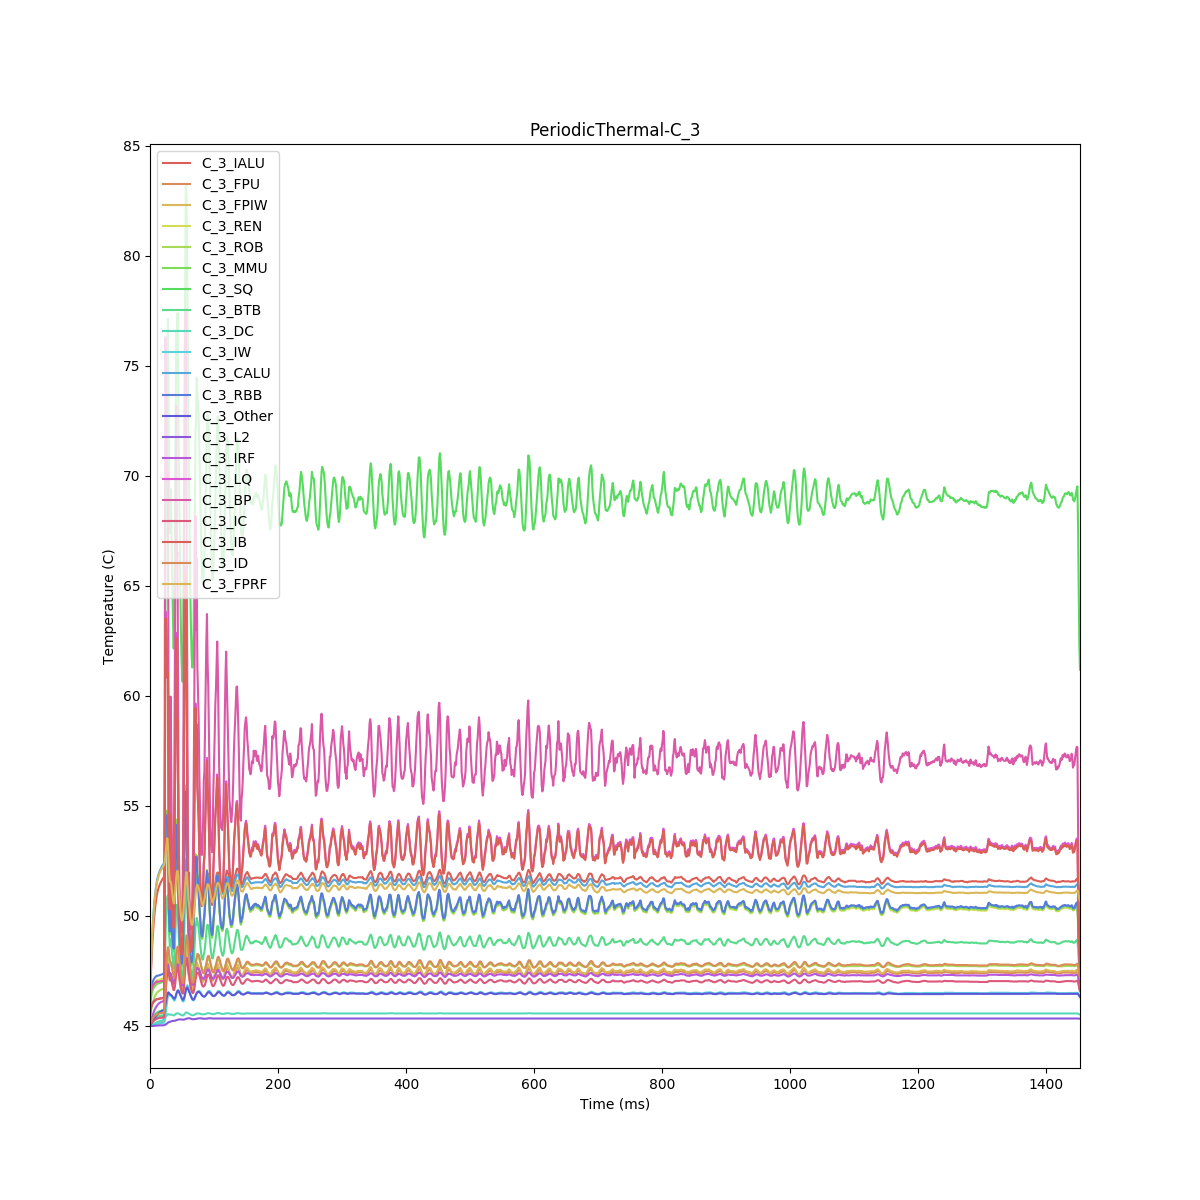 PeriodicThermal-C_3
85
80
75
70
65
60
55
50
45
Temperature (C)
C_3_IALU
C_3_FPU
C_3_FPIW
C_3_REN
C_3_ROB
C_3_MMU
C_3_SQ
C_3_BTB
C_3_DC
C_3_IW
C_3_CALU
C_3_RBB
C_3_Other
C_3_L2
C_3_IRF
C_3_LQ
C_3_BP
C_3_IC
C_3_IB
C_3_ID
C_3_FPRF
0 200 400 600 800 1000 1200 1400
Time (ms)